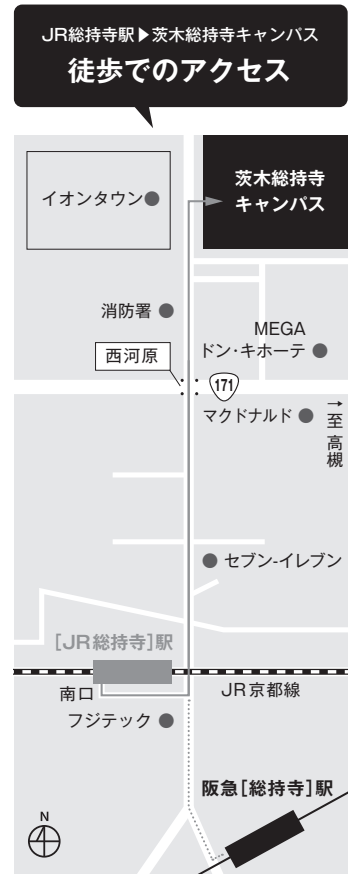 JR総持寺駅▶茨木総持寺キャンパス
徒歩でのアクセス
イオンタウン
茨木総持寺
キャンパス
消防署
MEGA
ドン・キホーテ
西河原
171
マクドナルド
→至高槻
セブン-イレブン
[JR総持寺]駅
南口
JR京都線
フジテック
阪急[総持寺]駅
N